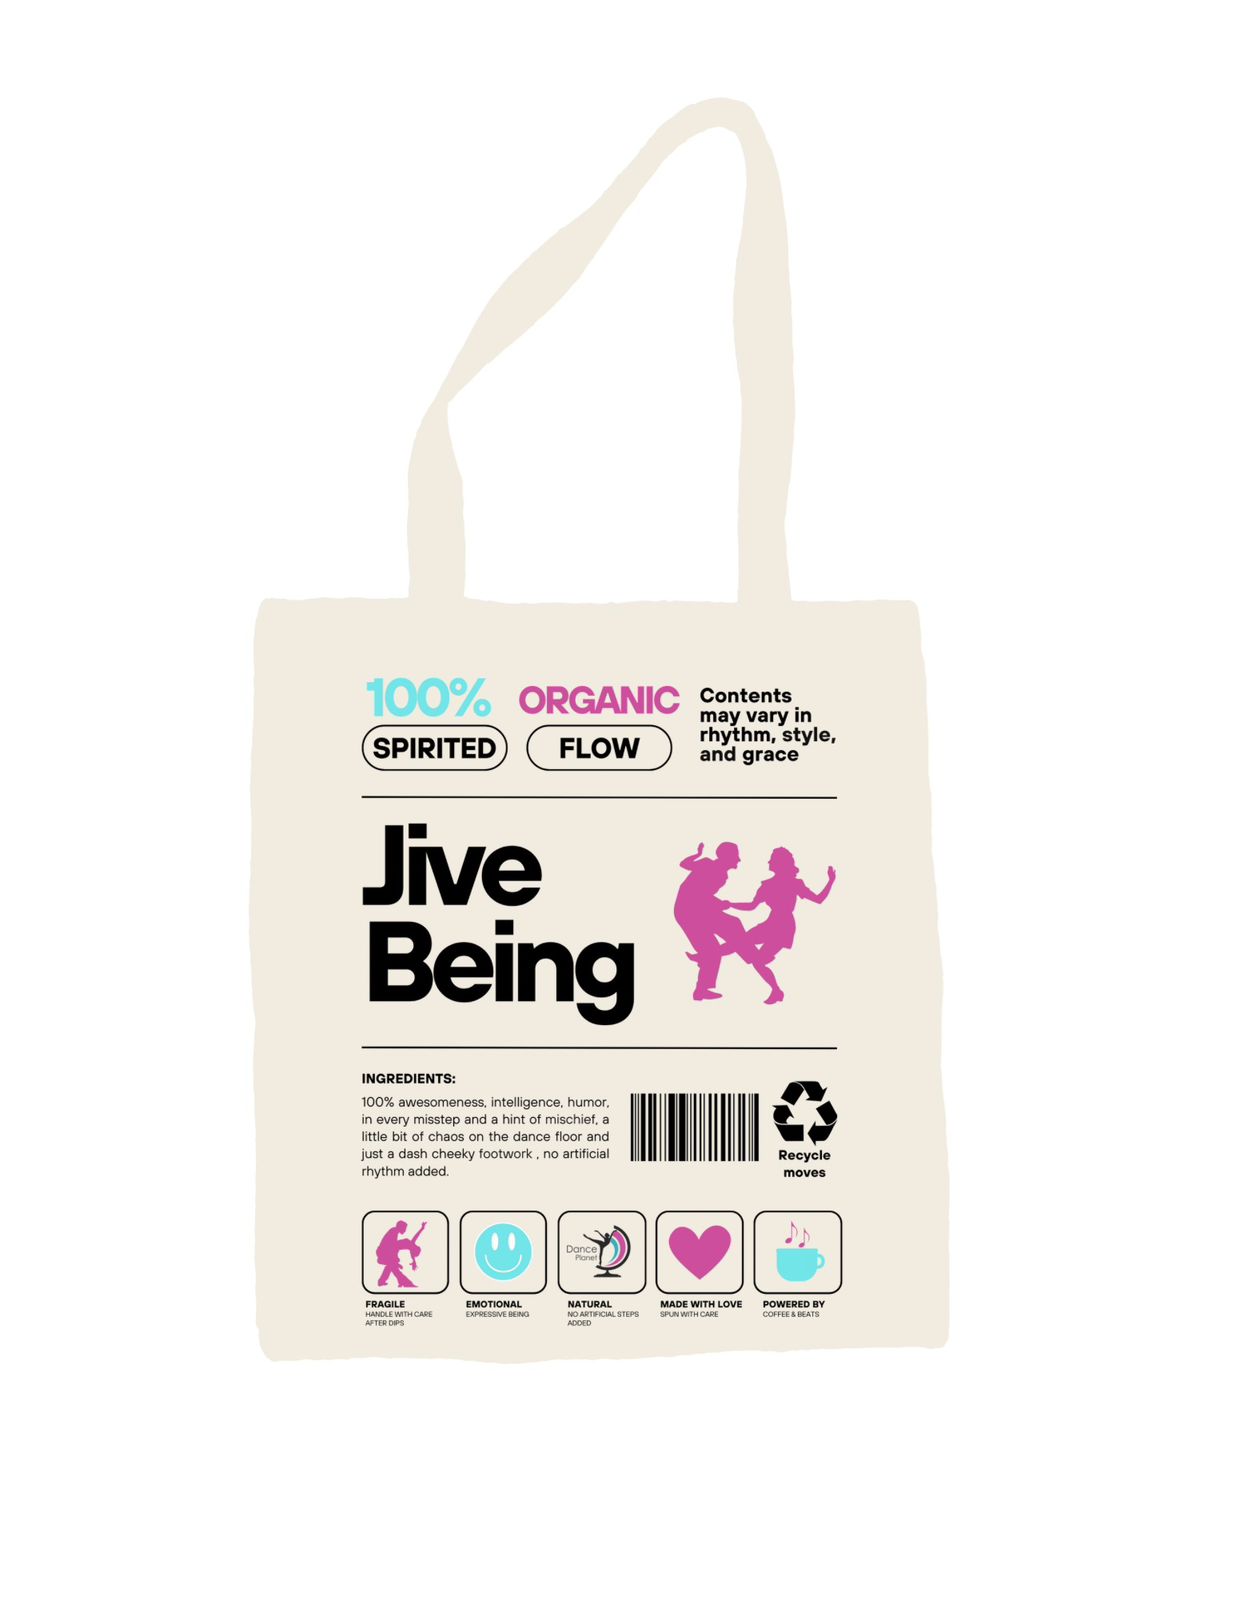 100% ORGANIC
SPIRITED FLOW
Contents
may vary in
rhythm, style,
and grace
Jive
Being
INGREDIENTS:
100% awesomeness, intelligence, humor,
in every misstep and a hint of mischief, a
little bit of chaos on the dance floor and
just a dash cheeky footwork , no artificial
rhythm added.
Recycle
moves
Dance
Planet
FRAGILE
HANDLE WITH CARE
AFTER DIPS
EMOTIONAL
EXPRESSIVE BEING
NATURAL
NO ARTIFICIAL STEPS
ADDED
MADE WITH LOVE
SPUN WITH CARE
POWERED BY
COFFEE & BEATS